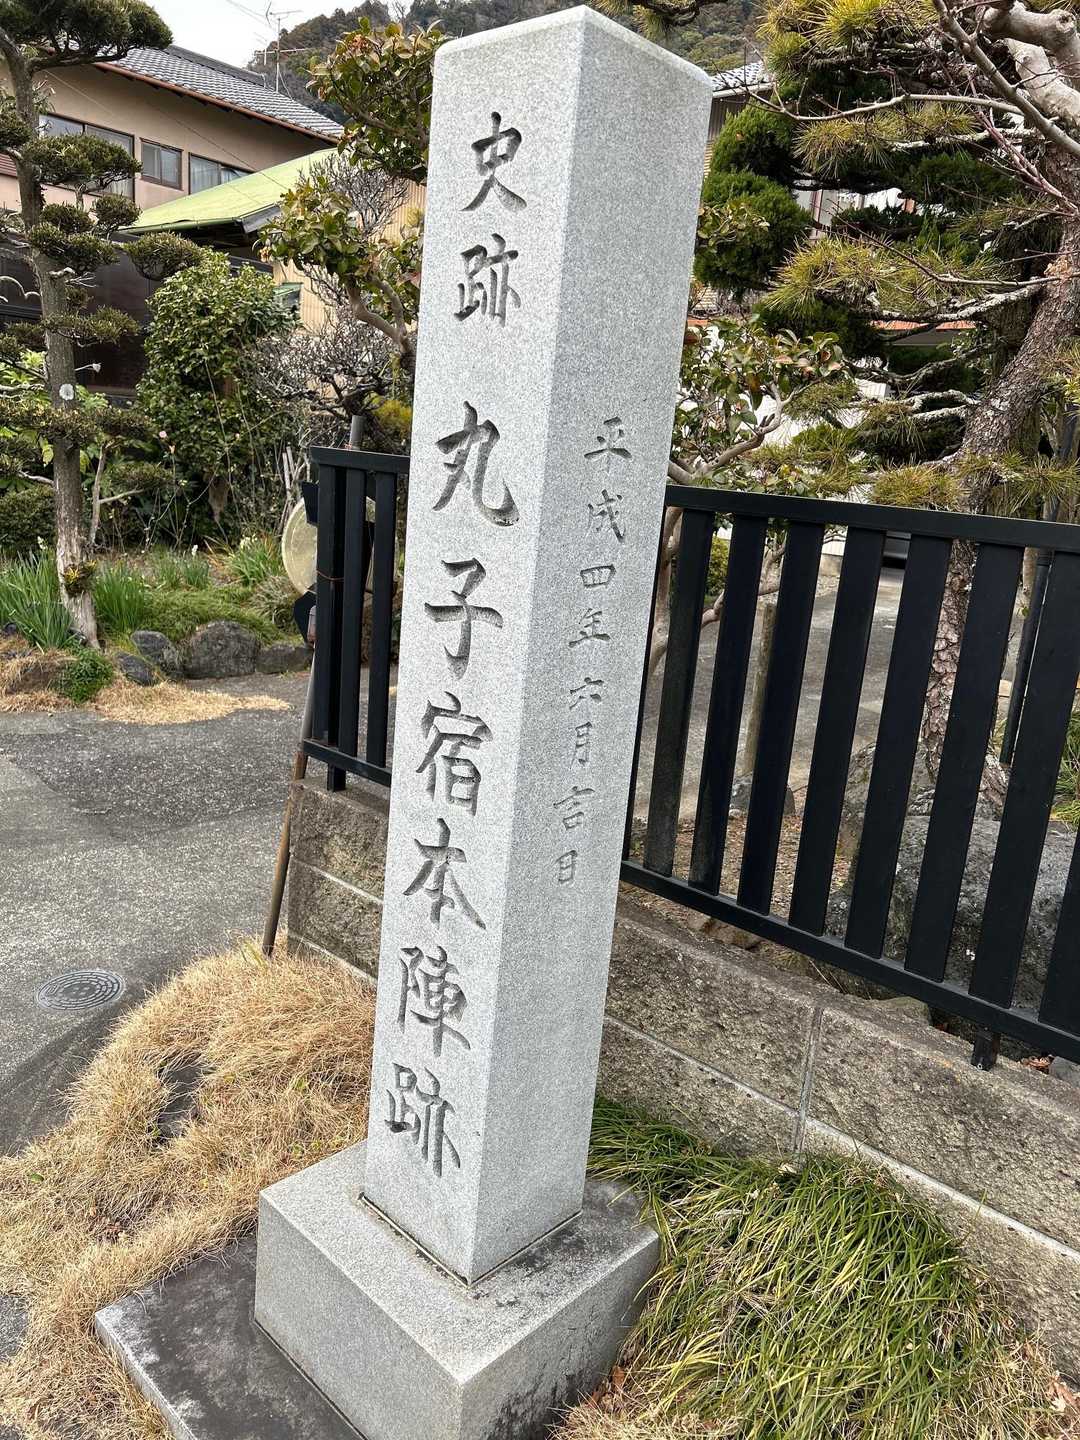 史跡 丸子宿本陣跡
平成四年六月吉日